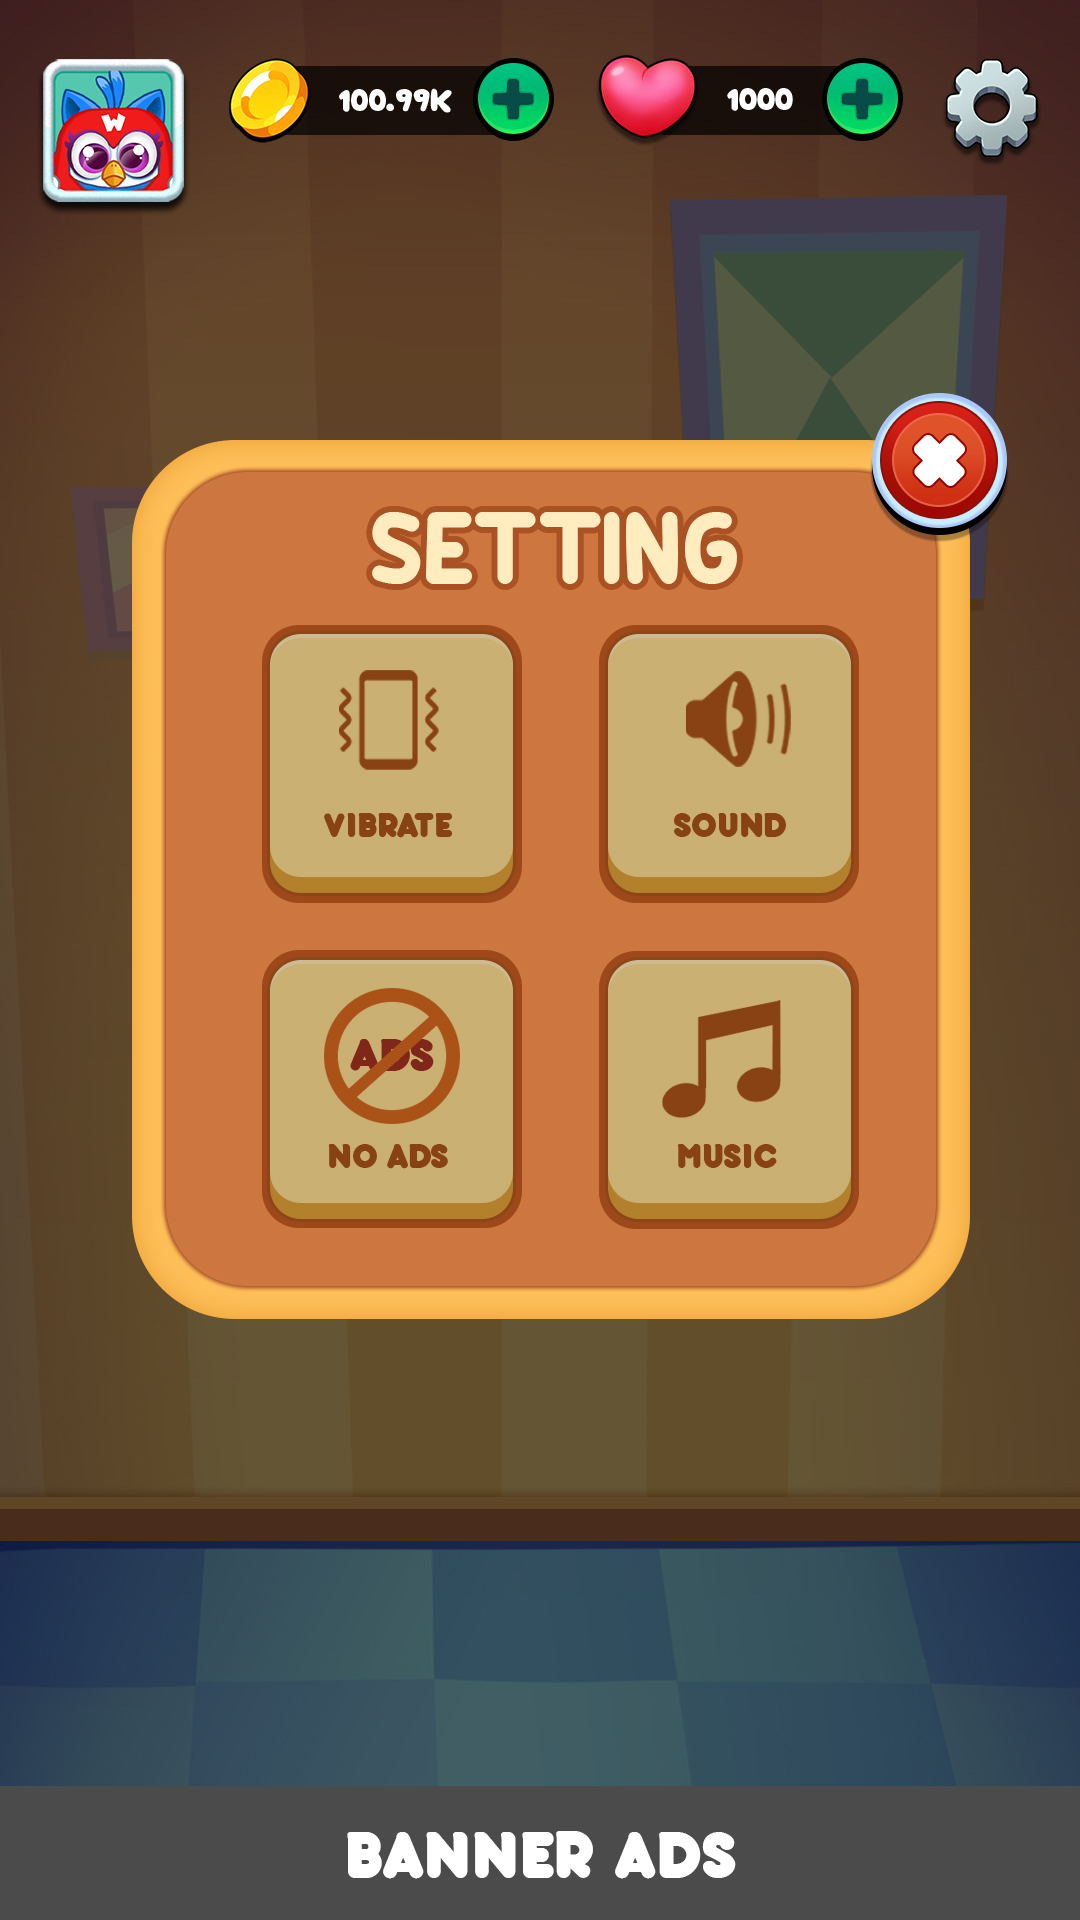 W
100.99K
1000
SETTING
VIBRATE
SOUND
ADS
NO ADS
MUSIC
BANNER ADS